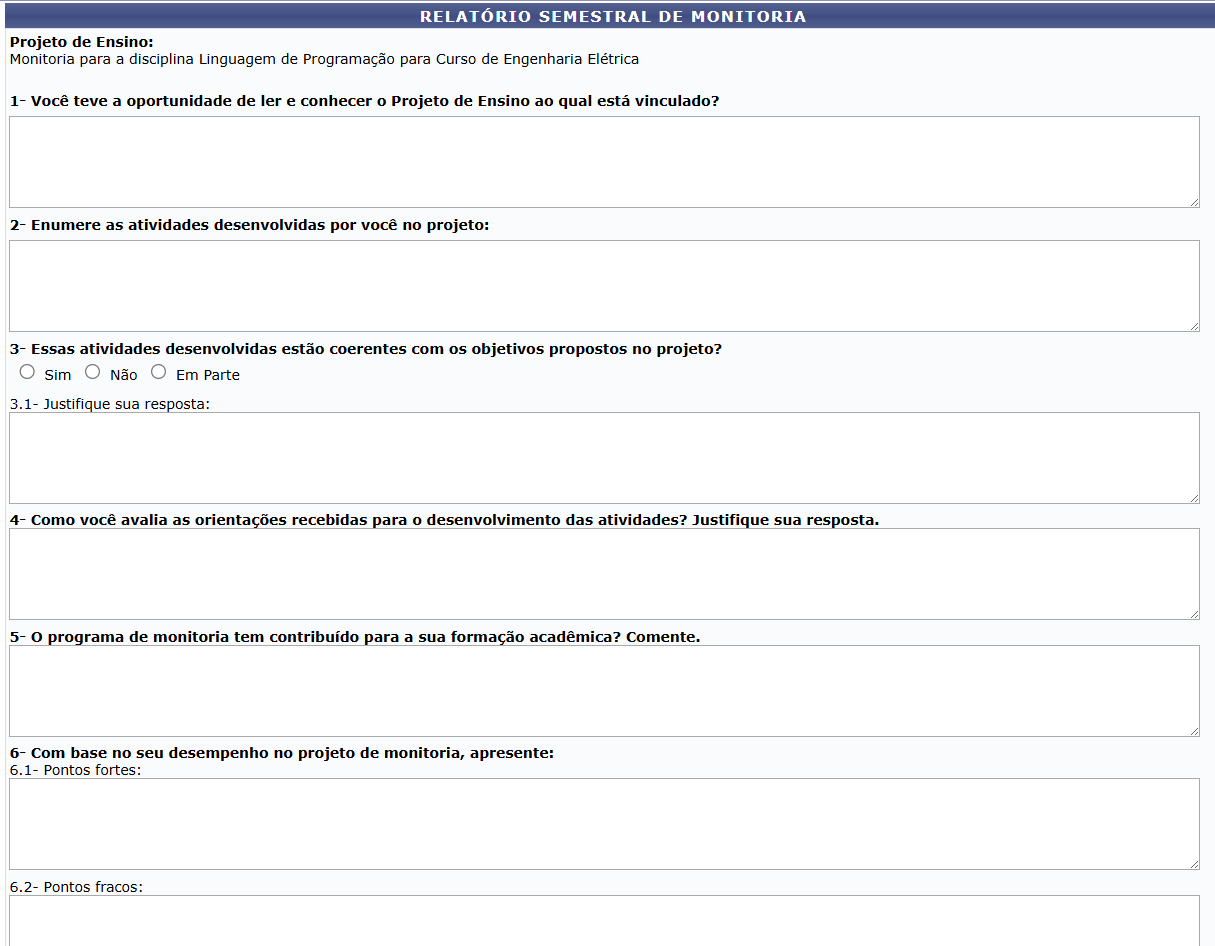 RELATÓRIO SEMESTRAL DE MONITORIA
Projeto de Ensino:
Monitoria para a disciplina Linguagem de Programação para Curso de Engenharia Elétrica
1- Você teve a oportunidade de ler e conhecer o Projeto de Ensino ao qual está vinculado?
2- Enumere as atividades desenvolvidas por você no projeto:
3- Essas atividades desenvolvidas estão coerentes com os objetivos propostos no projeto?
Sim Não Em Parte
3.1- Justifique sua resposta:
4- Como você avalia as orientações recebidas para o desenvolvimento das atividades? Justifique sua resposta.
5- O programa de monitoria tem contribuído para a sua formação acadêmica? Comente.
6- Com base no seu desempenho no projeto de monitoria, apresente:
6.1- Pontos fortes:
6.2- Pontos fracos: